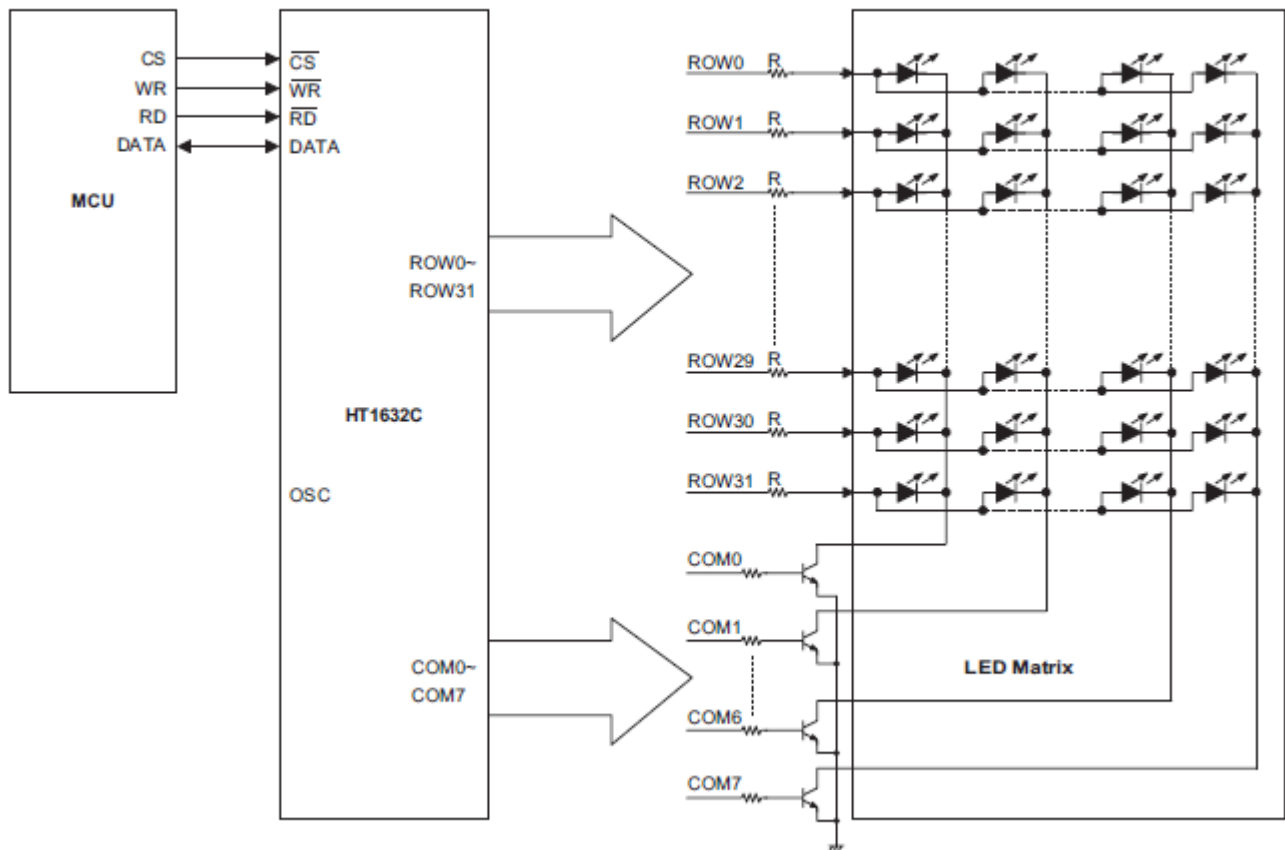 CS
WR
RD
DATA
MCU
CS
WR
RD
DATA
ROW0~
ROW31
HT1632C
OSC
COM0~
COM7
ROW0 R
ROW1 R
ROW2 R
ROW29 R
ROW30 R
ROW31 R
COM0
COM1
COM6
COM7
LED Matrix